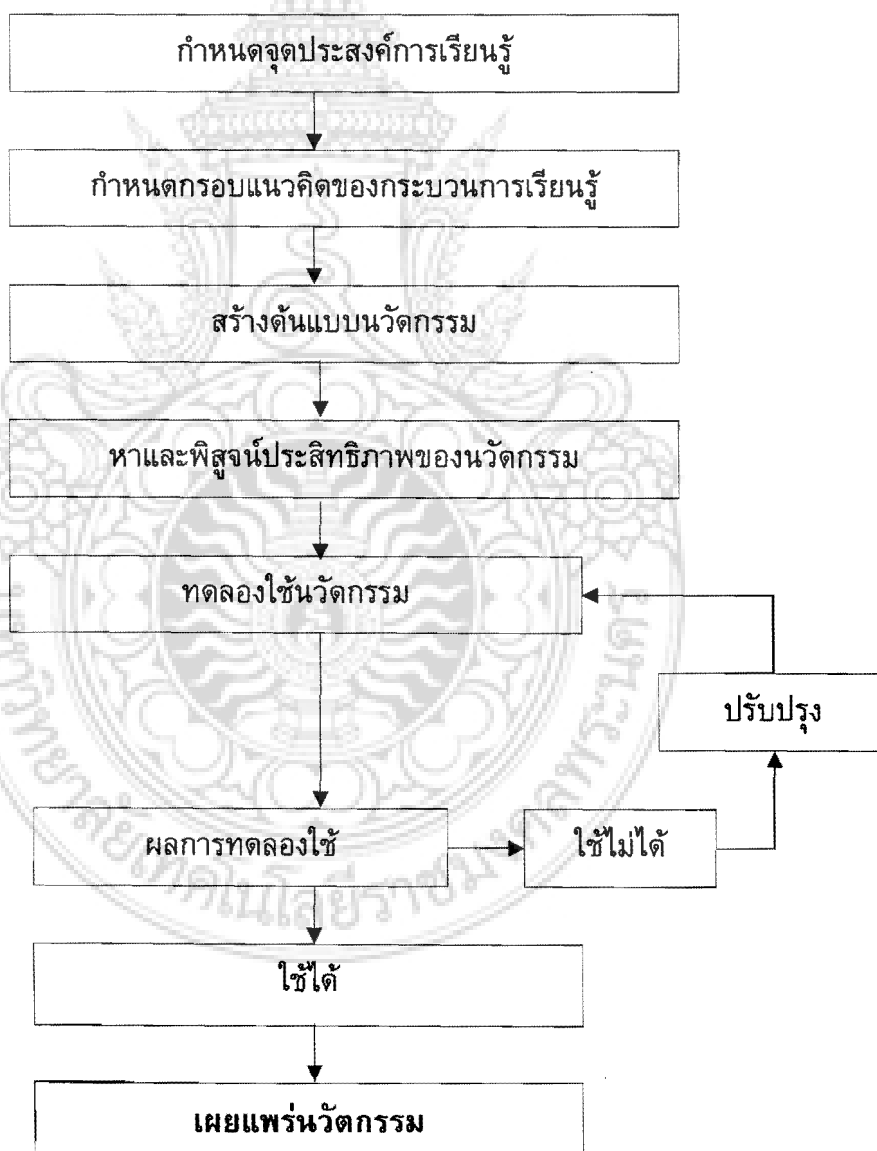 กำหนดจุดประสงค์การเรียนรู้
กำหนดกรอบแนวคิดของกระบวนการเรียนรู้
สร้างต้นแบบนวัตกรรม
หาและพิสูจน์ประสิทธิภาพของนวัตกรรม
ทดลองใช้นวัตกรรม
ปรับปรุง
ผลการทดลองใช้
ใช้ไม่ได้
ใช้ได้
เผยแพร่นวัตกรรม